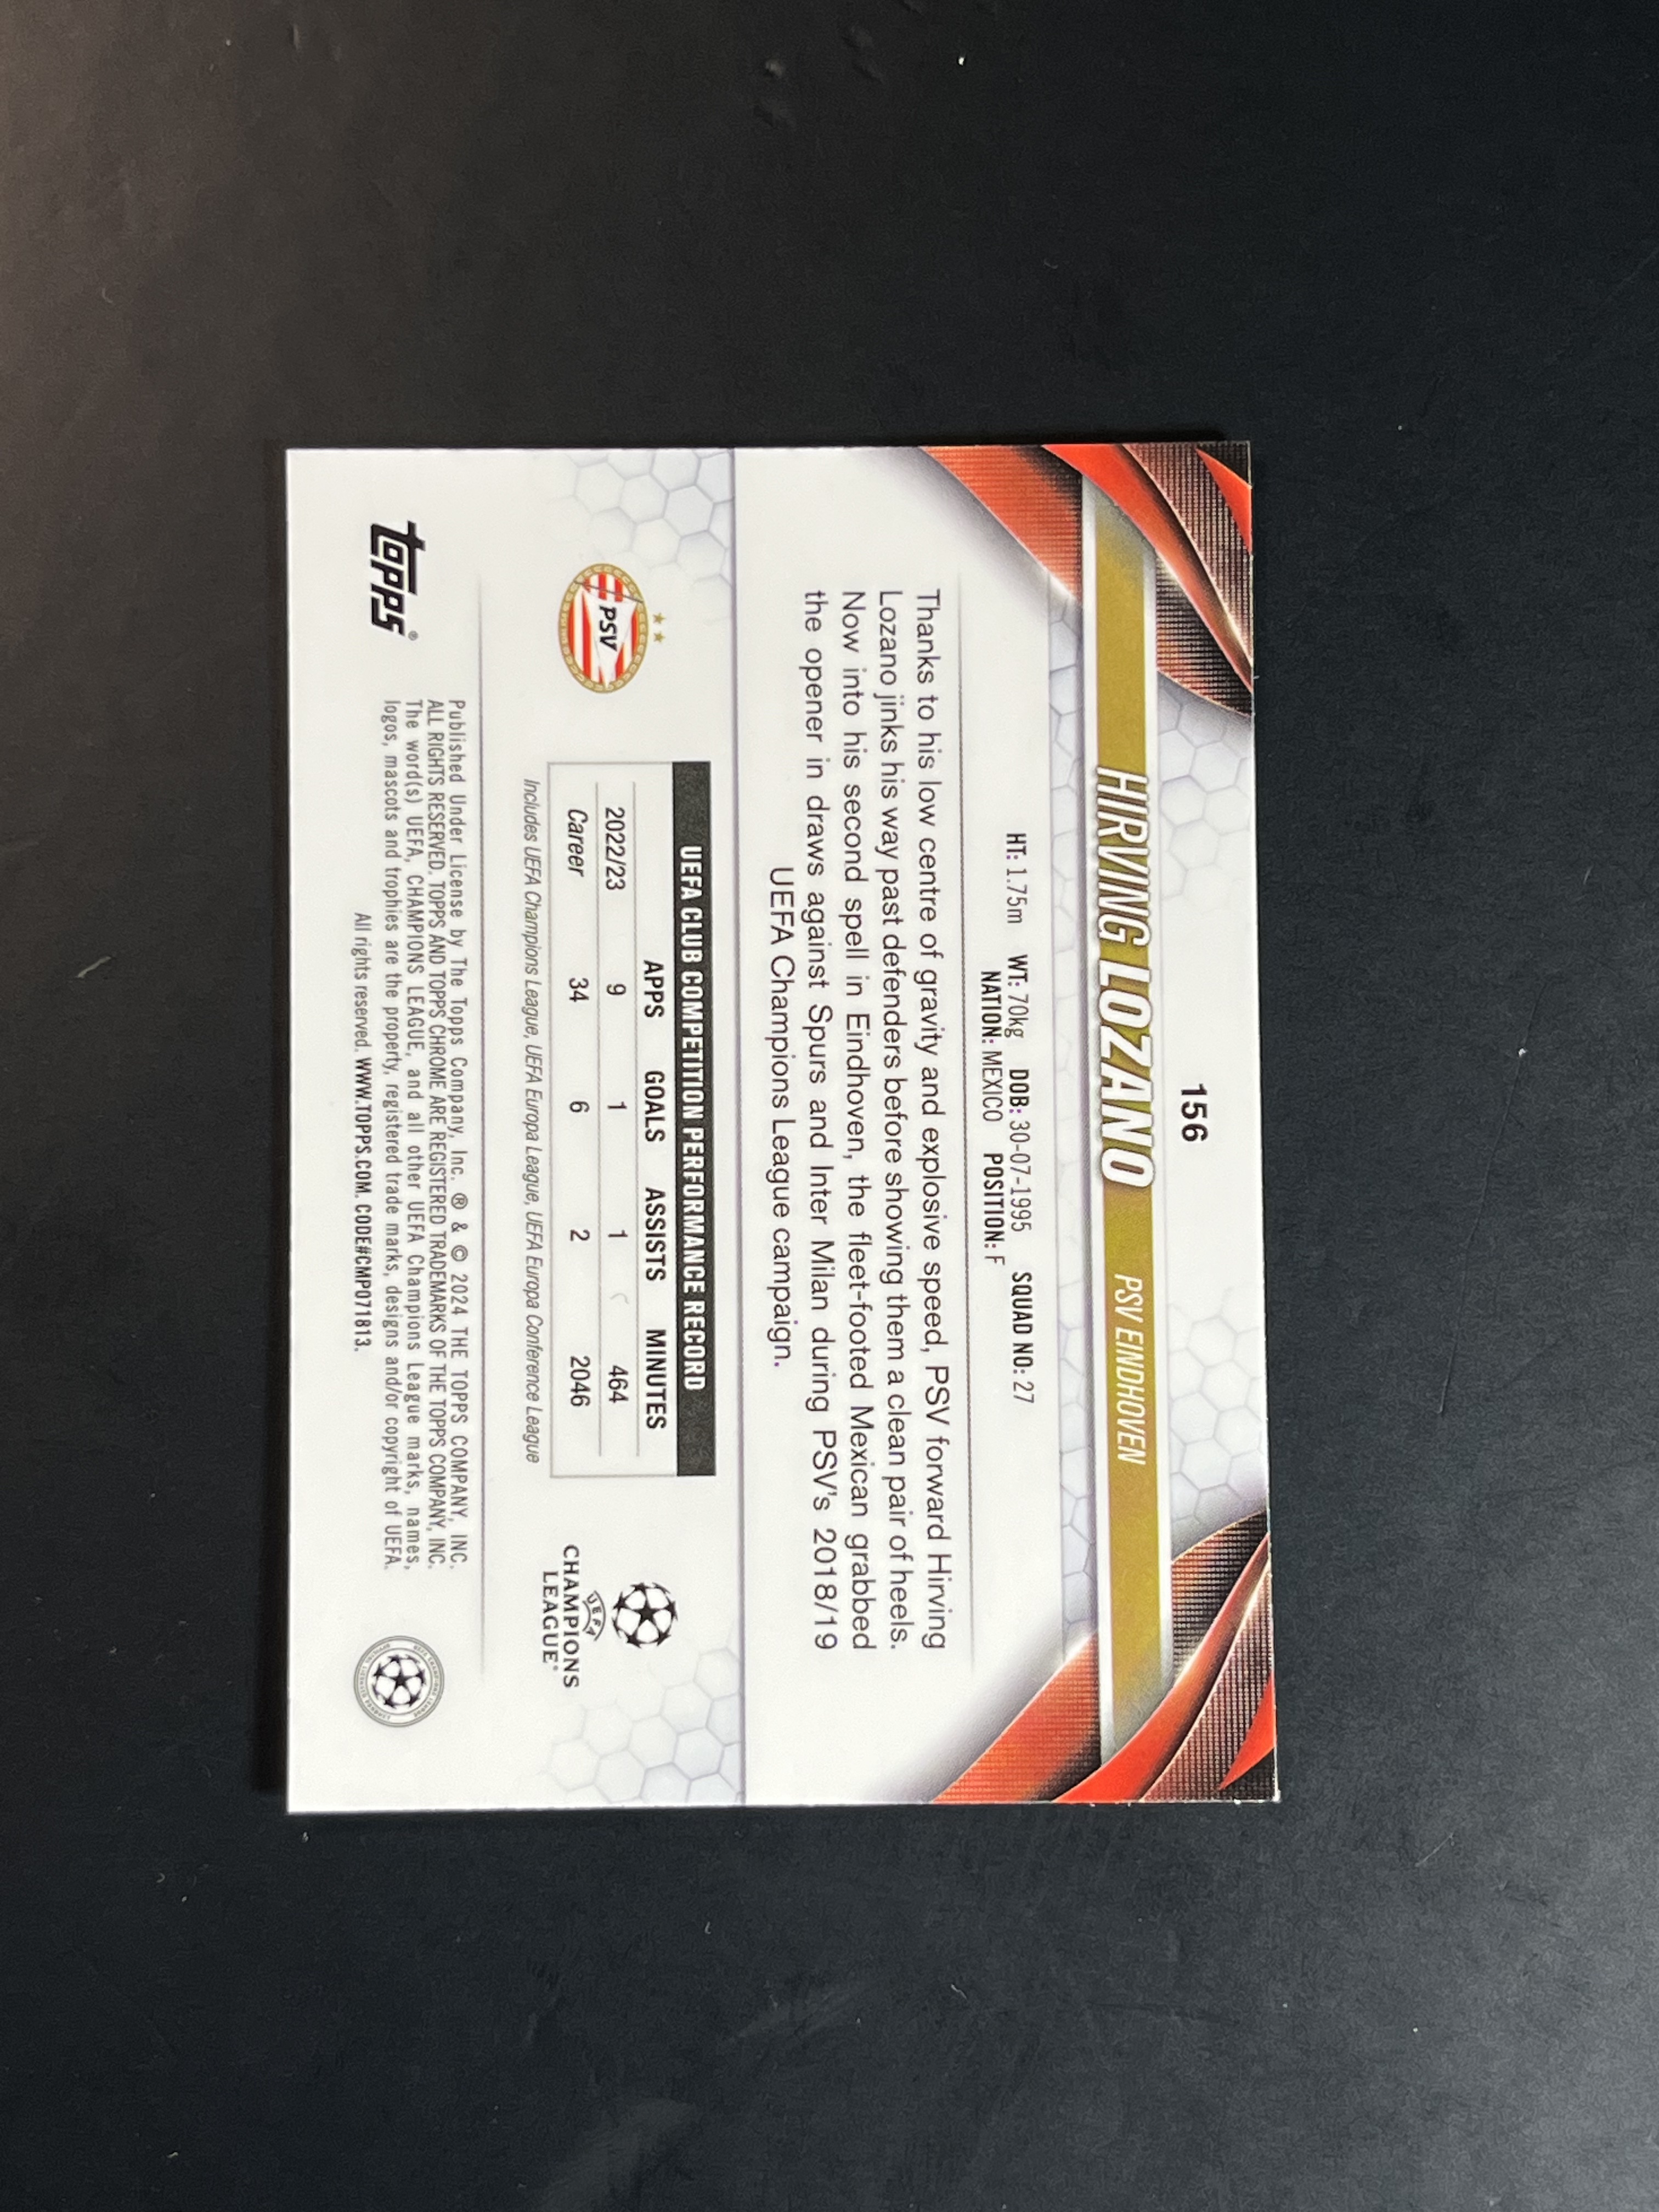 156
HIRVING LOZANO PSV EINDHOVEN
HT: 1.75m WT: 70kg DOB: 30-07-1995 SQUAD NO: 27
NATION: MEXICO POSITION: F
Thanks to his low centre of gravity and explosive speed, PSV forward Hirving
Lozano jinks his way past defenders before showing them a clean pair of heels.
Now into his second spell in Eindhoven, the fleet-footed Mexican grabbed
the opener in draws against Spurs and Inter Milan during PSV's 2018/19
UEFA Champions League campaign.
PSV
UEFA CLUB COMPETITION PERFORMANCE RECORD
APPS GOALS ASSISTS MINUTES
2022/23 9 1 1 464
Career 34 6 2 2046
Includes UEFA Champions League, UEFA Europa League, UEFA Europa Conference League
UEFA
CHAMPIONS
LEAGUE®
topps®
Published Under License by The Topps Company, Inc. ® & © 2024 THE TOPPS COMPANY, INC.
ALL RIGHTS RESERVED. TOPPS AND TOPPS CHROME ARE REGISTERED TRADEMARKS OF THE TOPPS COMPANY, INC.
The word(s) UEFA, CHAMPIONS LEAGUE, and all other UEFA Champions League marks, names,
logos, mascots and trophies are the property, registered trade marks, designs and/or copyright of UEFA.
All rights reserved. WWW.TOPPS.COM. CODE#CMP071813.